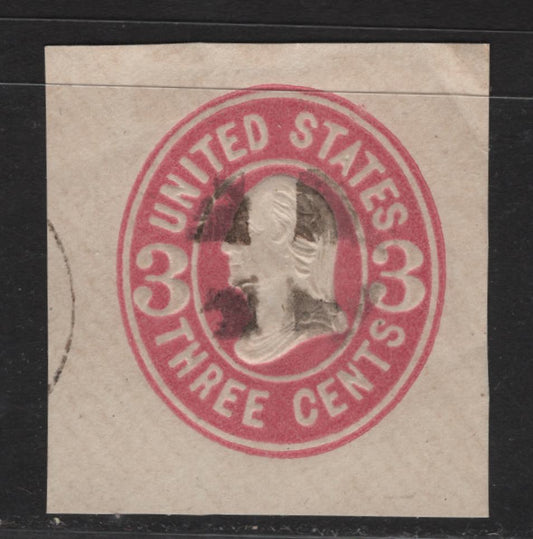 UNITED STATES
3 3
THREE CENTS